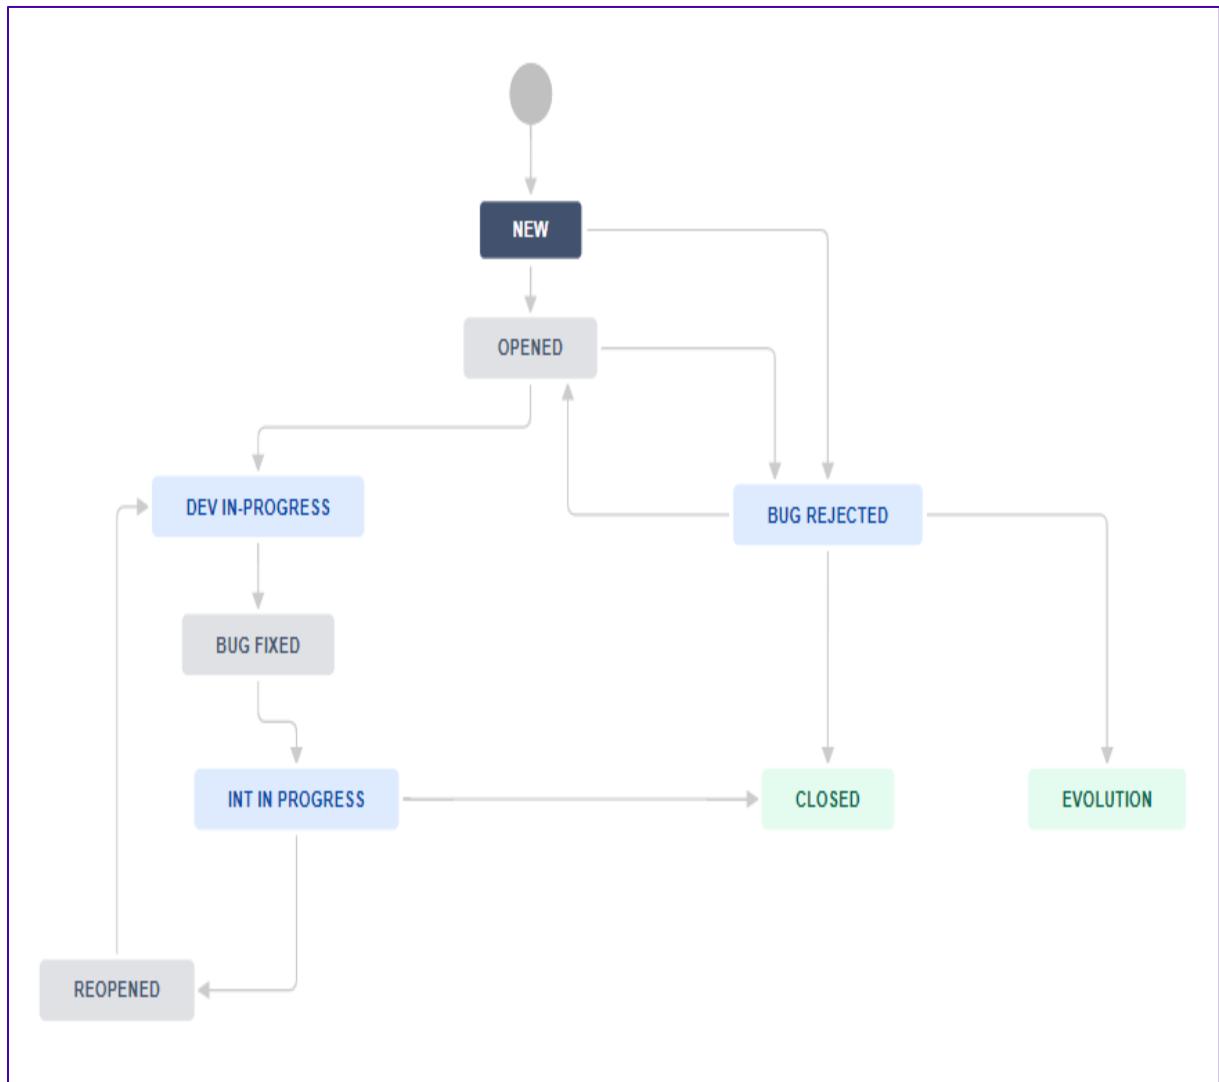 NEW
OPENED
DEV IN-PROGRESS
BUG REJECTED
BUG FIXED
INT IN PROGRESS
CLOSED
EVOLUTION
REOPENED